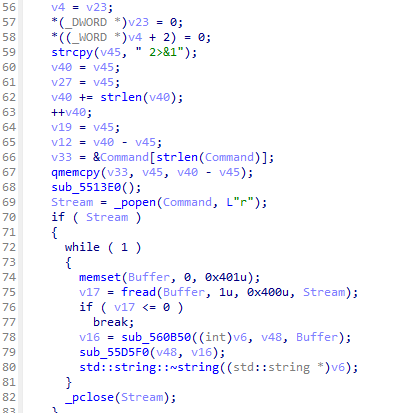 56 v4 = v23;
57 *(_DWORD *)v23 = 0;
58 *((_WORD *)v4 + 2) = 0;
59 strcpy(v45, " 2>&1");
60 v40 = v45;
61 v27 = v45;
62 v40 += strlen(v40);
63 ++v40;
64 v19 = v45;
65 v12 = v40 - v45;
66 v33 = &Command[strlen(Command)];
67 qmemcpy(v33, v45, v40 - v45);
68 sub_5513E0();
69 Stream = _popen(Command, L"r");
70 if ( Stream )
71 {
72 while ( 1 )
73 {
74 memset(Buffer, 0, 0x401u);
75 v17 = fread(Buffer, 1u, 0x400u, Stream);
76 if ( v17 <= 0 )
77 break;
78 v16 = sub_560B50((int)v6, v48, Buffer);
79 sub_55D5F0(v48, v16);
80 std::string::~string((std::string *)v6);
81 }
82 _pclose(Stream);
83 }